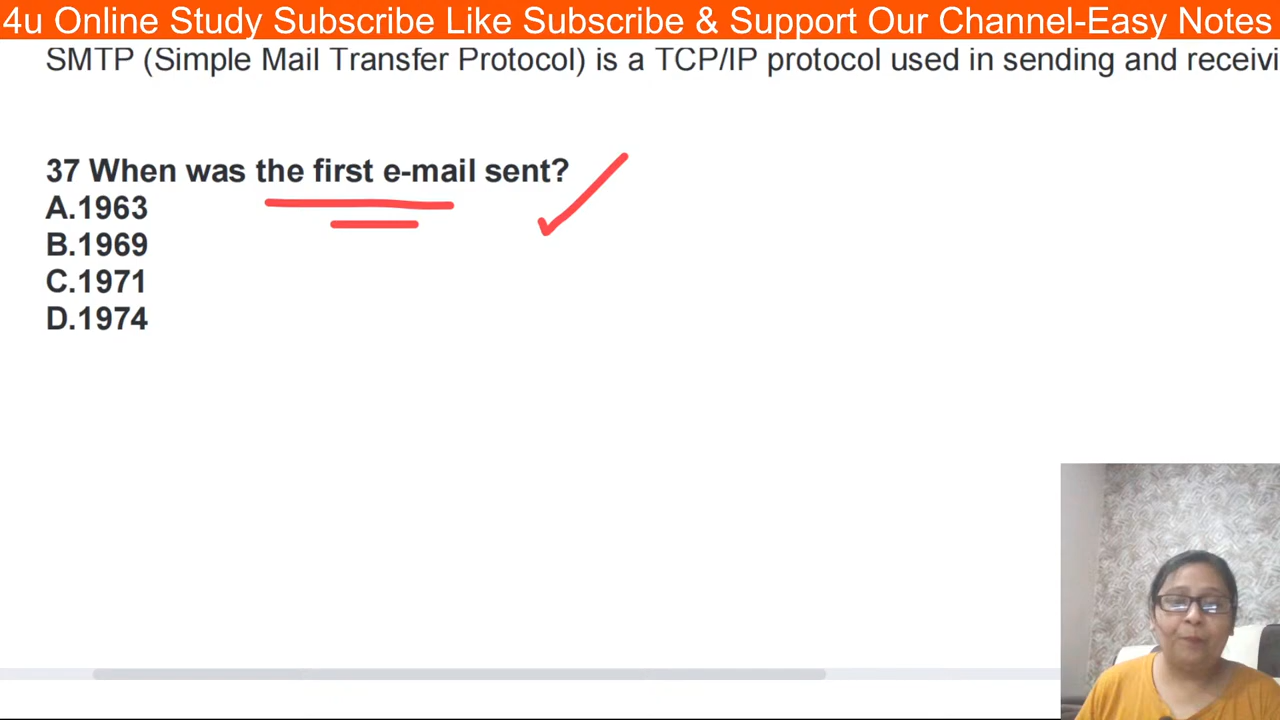 4u Online Study Subscribe Like Subscribe & Support Our Channel-Easy Notes
SMTP (Simple Mail Transfer Protocol) is a TCP/IP protocol used in sending and receivi
37 When was the first e-mail sent?
A.1963
B.1969
C.1971
D.1974